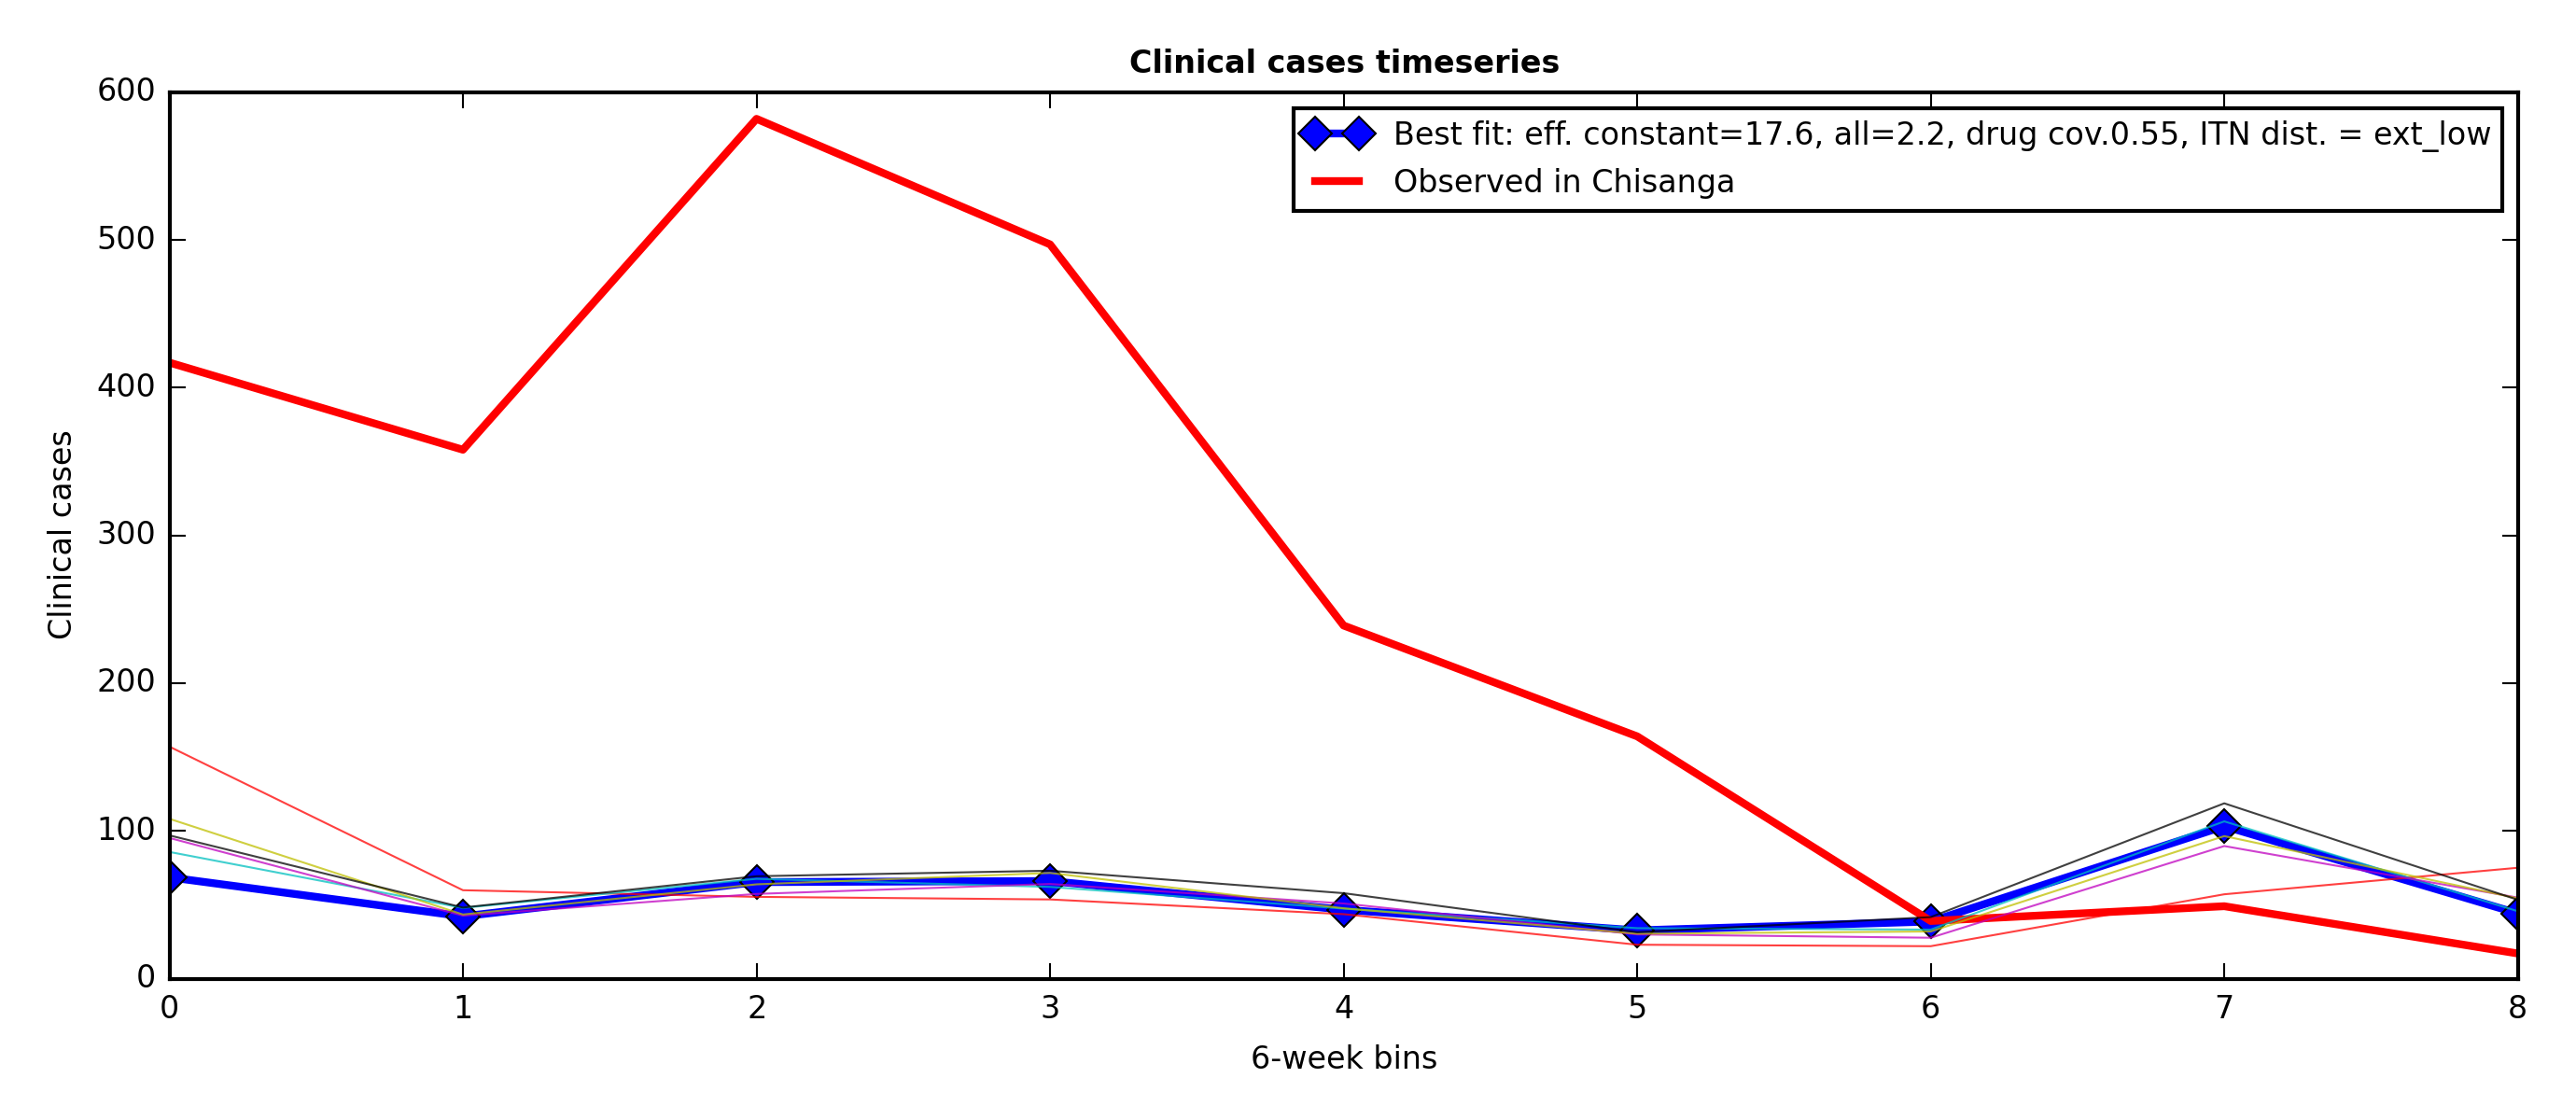 Clinical cases timeseries
Best fit: eff. constant=17.6, all=2.2, drug cov.0.55, ITN dist. = ext_low
Observed in Chisanga
Clinical cases
600
500
400
300
200
100
0
0 1 2 3 4 5 6 7 8
6-week bins